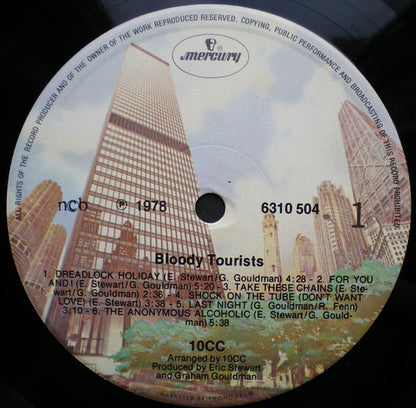 ALL RIGHTS OF THE RECORD PRODUCER AND OF THE OWNER OF THE WORK REPRODUCED RESERVED. COPYING, PUBLIC PERFORMANCE AND BROADCASTING OF THIS RECORD PROHIBITED.
mercury
ncb Ⓟ 1978 6310 504 1
Bloody Tourists
1. DREADLOCK HOLIDAY (E. Stewart/G. Gouldman) 4:28 - 2. FOR YOU
AND I (E. Stewart/G. Gouldman) 5:20 - 3. TAKE THESE CHAINS (E. Ste-
wart/G. Gouldman) 2:36 - 4. SHOCK ON THE TUBE (DON'T WANT
LOVE) (E. Stewart) 3:38 - 5. LAST NIGHT (G. Gouldman/R. Fenn)
3:10 - 6. THE ANONYMOUS ALCOHOLIC (E. Stewart/G. Gould-
man) 5:38
10CC
Arranged by 10CC
Produced by Eric Stewart
and Graham Gouldman
MARKETED BY PHONOGRAM